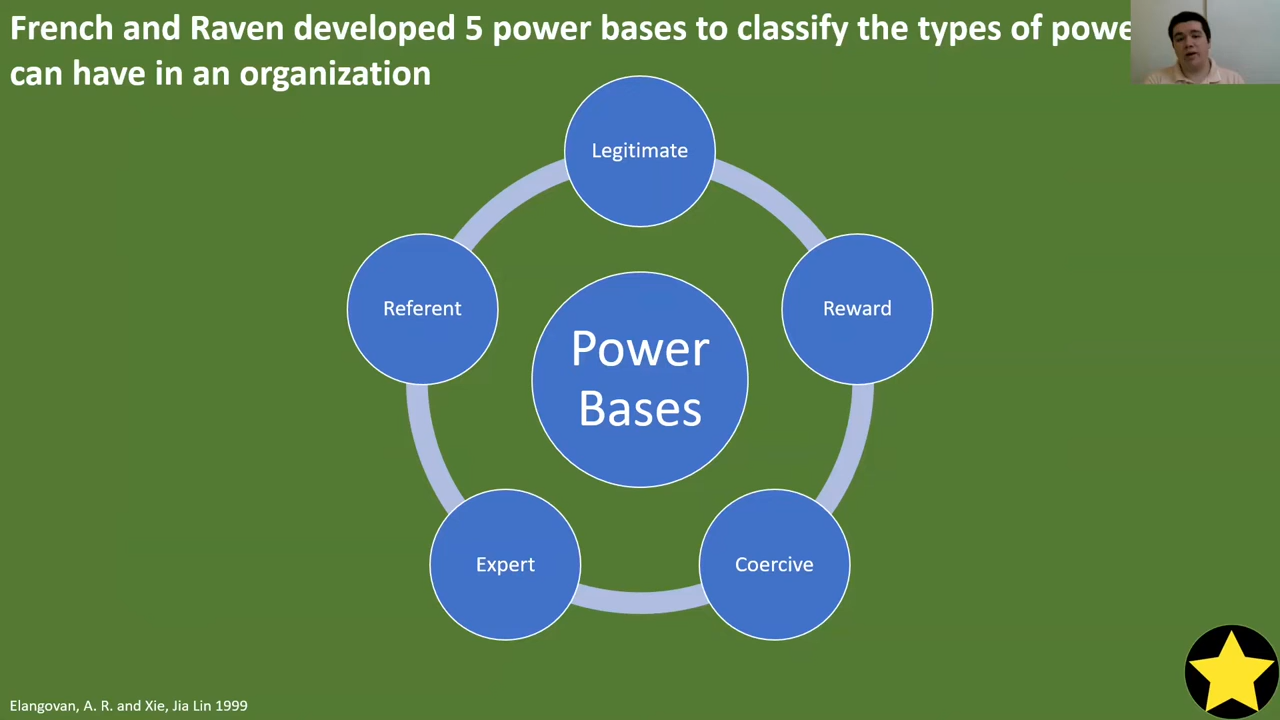 French and Raven developed 5 power bases to classify the types of powe
can have in an organization
Legitimate
Referent
Reward
Power
Bases
Expert
Coercive
Elangovan, A. R. and Xie, Jia Lin 1999